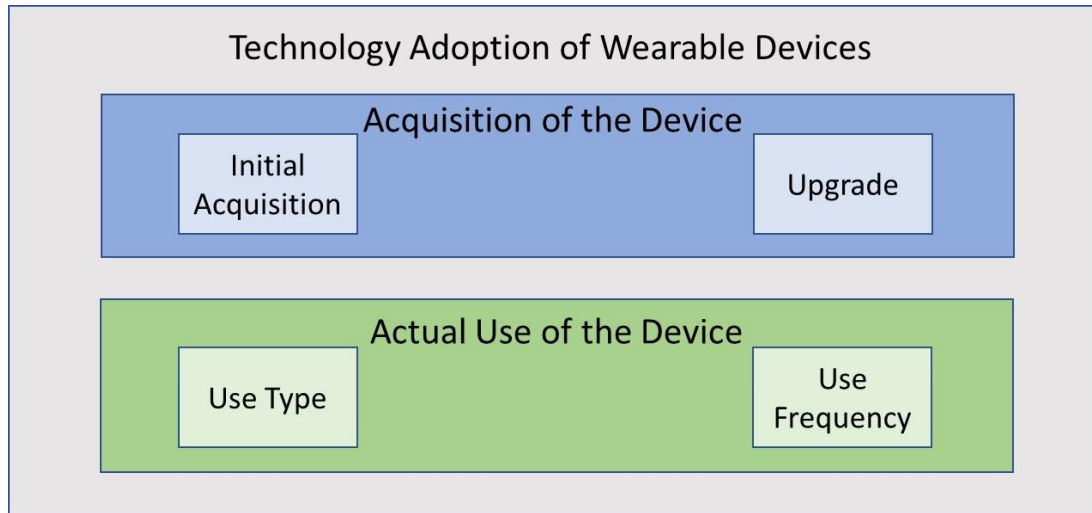 Technology Adoption of Wearable Devices
Acquisition of the Device
Initial
Acquisition
Upgrade
Actual Use of the Device
Use Type
Use
Frequency